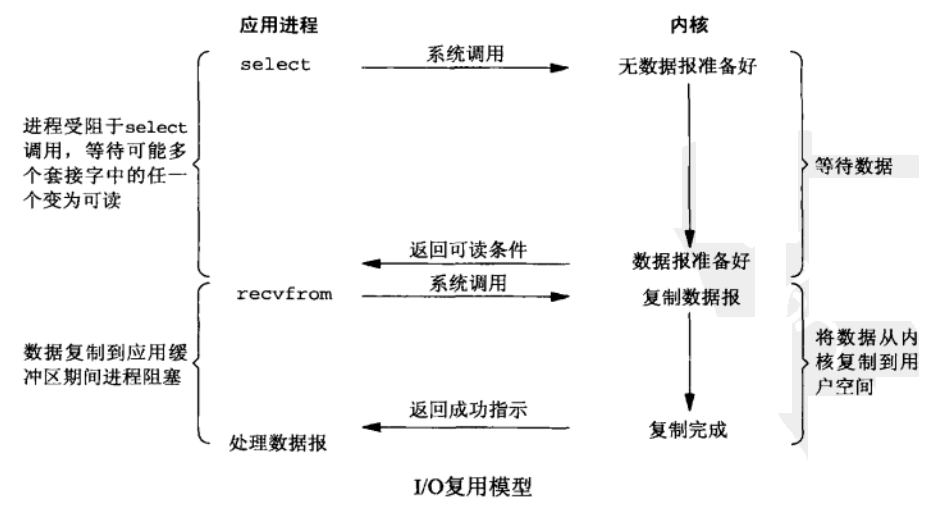 应用进程
内核
select
系统调用
无数据报准备好
进程受阻于select
调用，等待可能多
个套接字中的任一
个变为可读
等待数据
返回可读条件
数据报准备好
recvfrom
系统调用
复制数据报
数据复制到应用缓
冲区期间进程阻塞
将数据从内
核复制到用
户空间
返回成功指示
复制完成
处理数据报
I/O复用模型